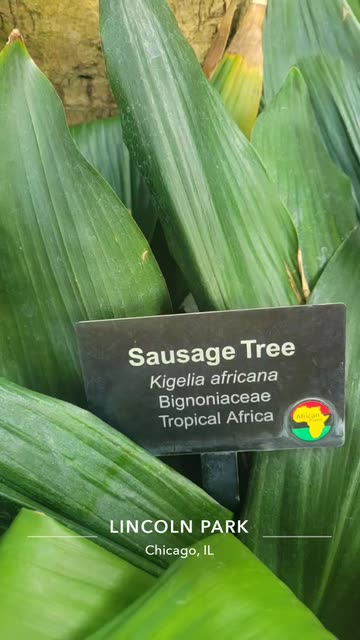 Sausage Tree
Kigelia africana
Bignoniaceae
Tropical Africa
African
LINCOLN PARK
Chicago, IL